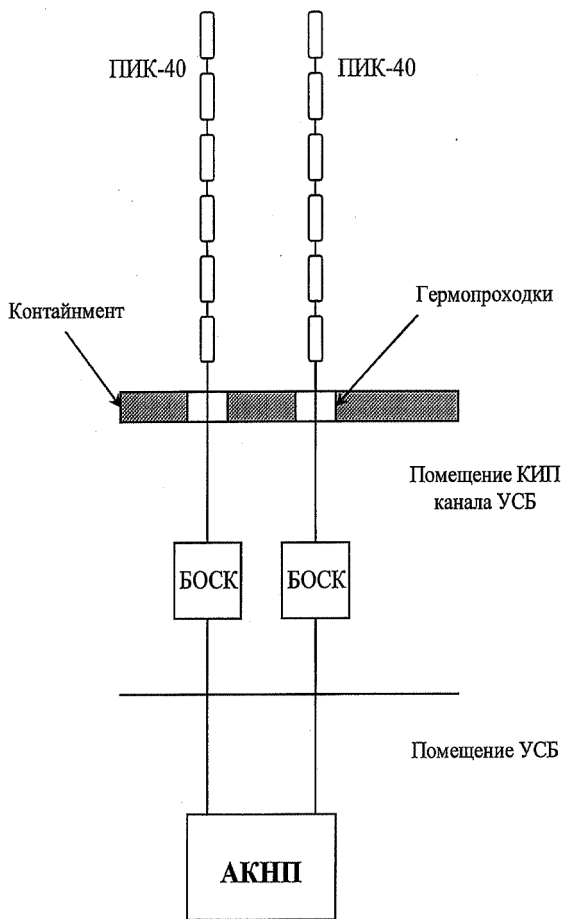 ПИК-40
ПИК-40
Контайнмент
Гермопроходки
Помещение КИП
канала УСБ
БОСК
БОСК
Помещение УСБ
АКНП